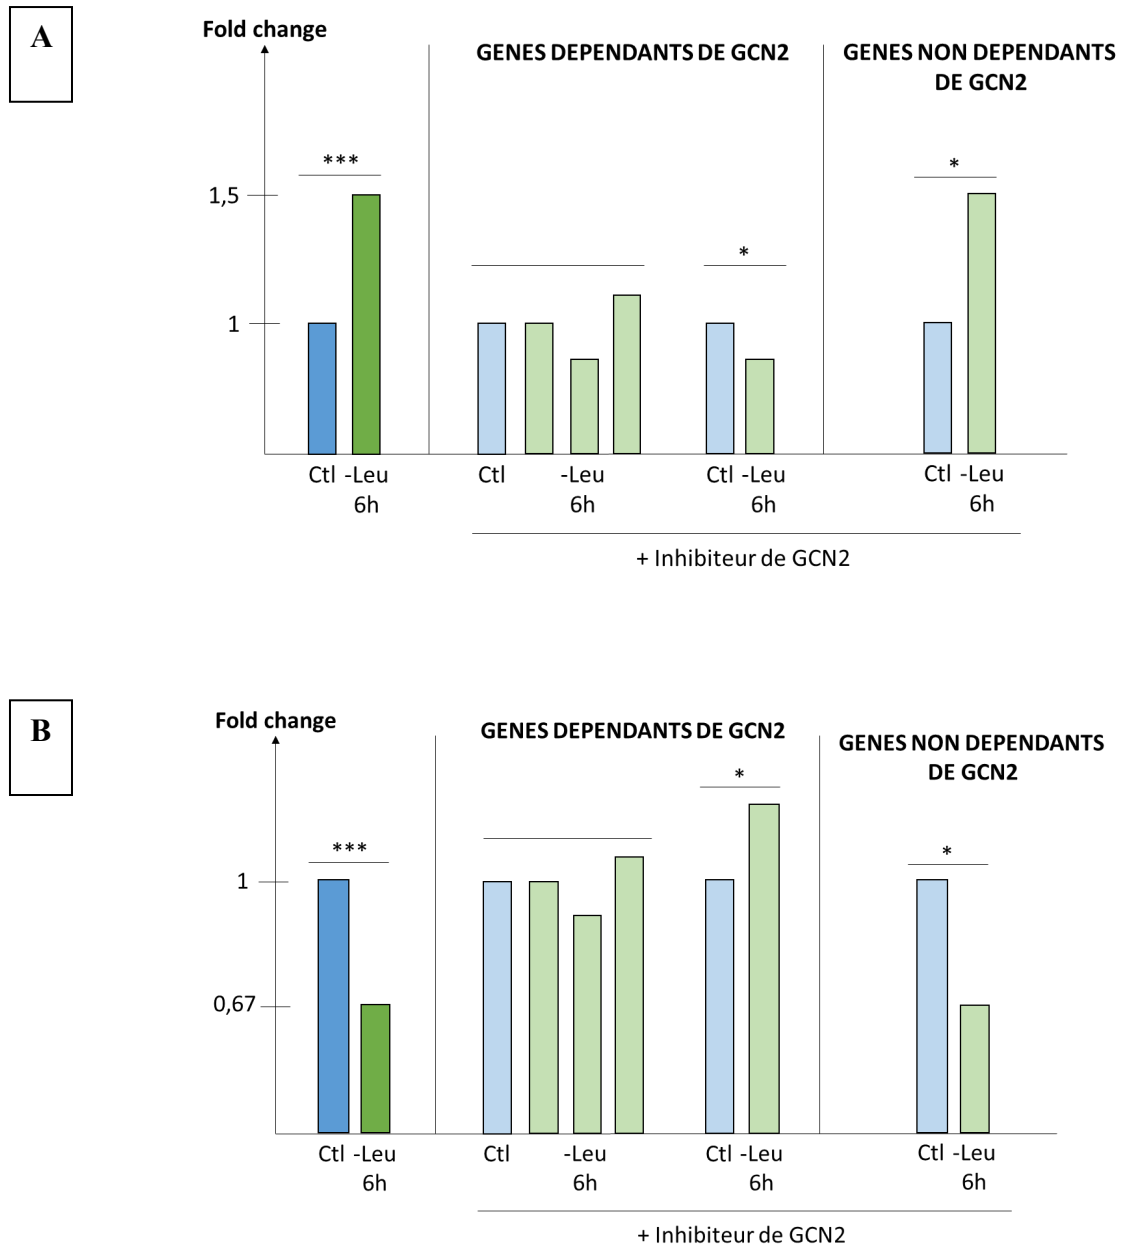 A
Fold change
GENES DEPENDANTS DE GCN2
GENES NON DEPENDANTS
DE GCN2
***
*
*
1,5
1
Ctl -Leu
6h
Ctl -Leu
6h
Ctl -Leu
6h
Ctl -Leu
6h
+ Inhibiteur de GCN2
B
Fold change
GENES DEPENDANTS DE GCN2
GENES NON DEPENDANTS
DE GCN2
***
*
*
1
0,67
Ctl -Leu
6h
Ctl -Leu
6h
Ctl -Leu
6h
Ctl -Leu
6h
+ Inhibiteur de GCN2